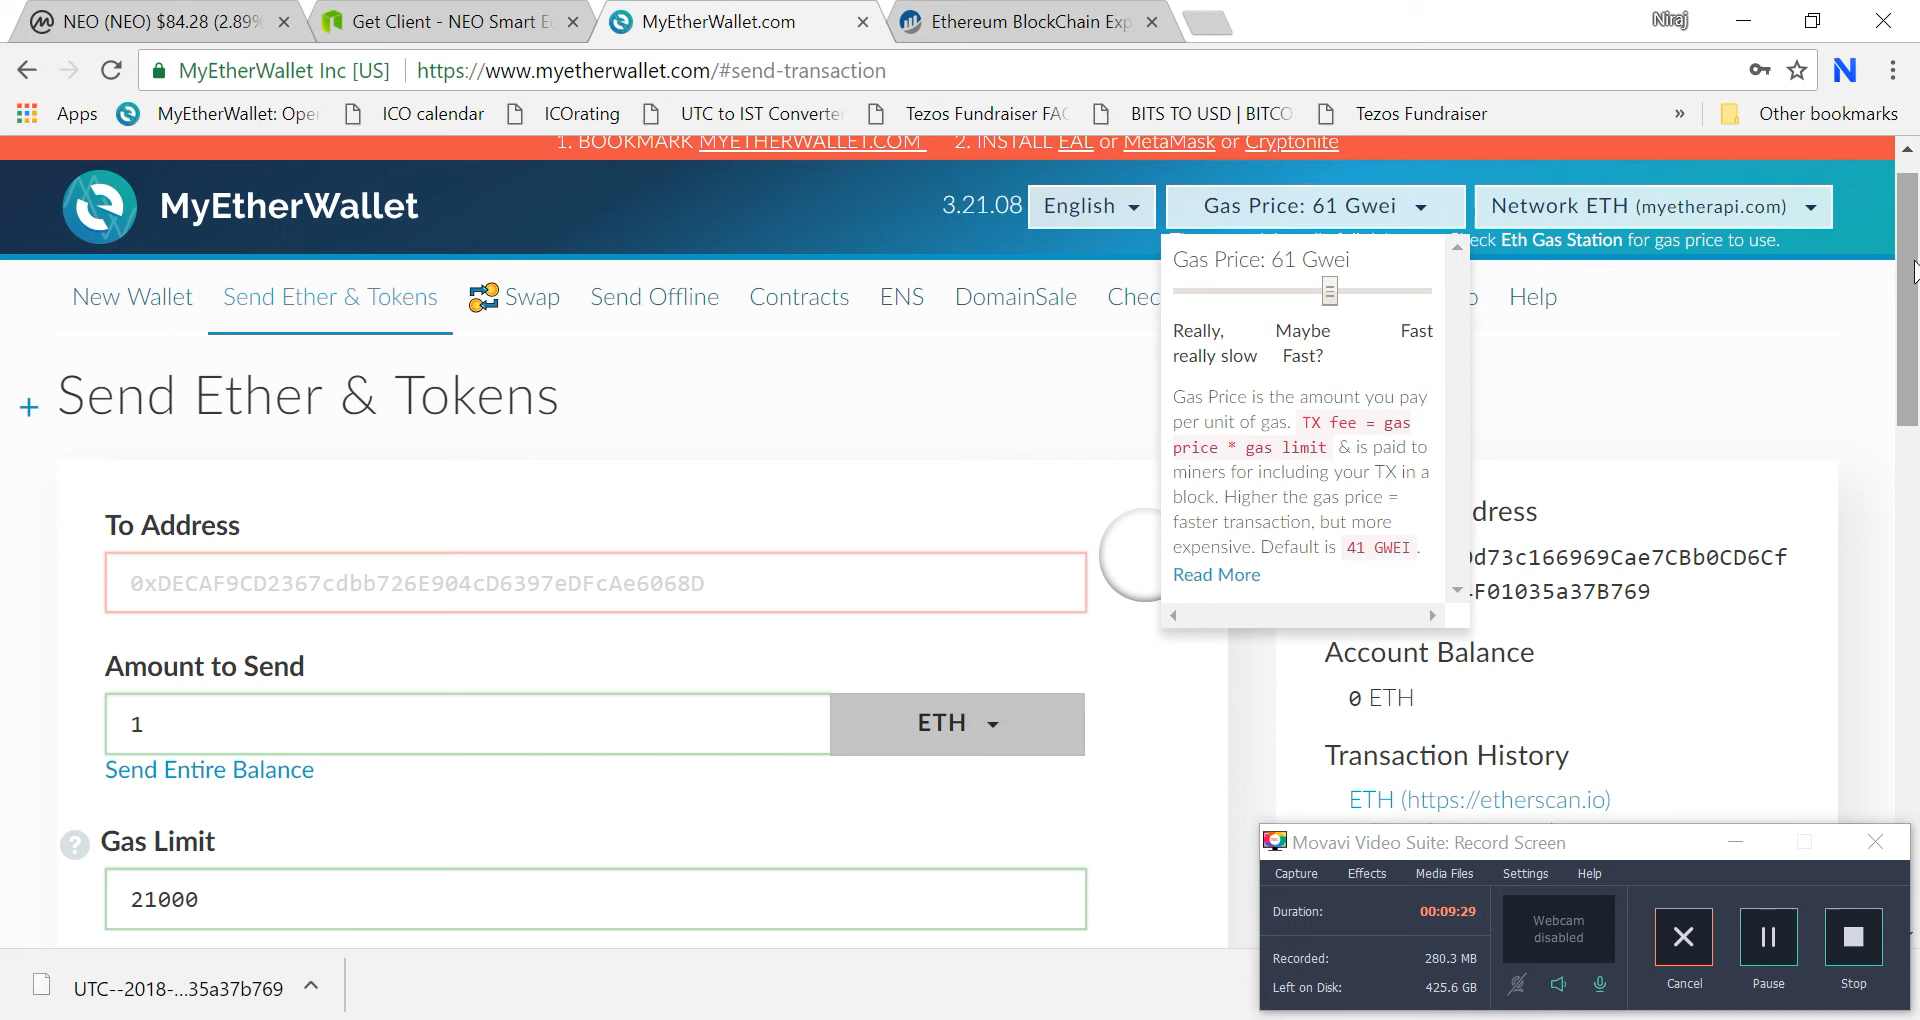 NEO (NEO) $84.28 (2.89%
Get Client - NEO Smart Ec
MyEtherWallet.com
Ethereum BlockChain Exp
Niraj
MyEtherWallet Inc [US]
https://www.myetherwallet.com/#send-transaction
N
Apps
MyEtherWallet: Oper
ICO calendar
ICOrating
UTC to IST Converte
Tezos Fundraiser FAC
BITS TO USD | BITCO
Tezos Fundraiser
»
Other bookmarks
1. BOOKMARK MYETHERWALLET.COM 2. INSTALL EAL or MetaMask or Cryptonite
MyEtherWallet
3.21.08
English
Gas Price: 61 Gwei
Network ETH (myetherapi.com)
eck Eth Gas Station for gas price to use.
New Wallet
Send Ether & Tokens
Swap
Send Offline
Contracts
ENS
DomainSale
Chec
o
Help
Gas Price: 61 Gwei
Really,
really slow
Maybe
Fast?
Fast
Gas Price is the amount you pay
per unit of gas. TX fee = gas
price * gas limit & is paid to
miners for including your TX in a
block. Higher the gas price =
faster transaction, but more
expensive. Default is 41 GWEI .
Read More
+ Send Ether & Tokens
To Address
0xDECAF9CD2367cdbb726E904cD6397eDFcAe6068D
Amount to Send
1
ETH
Send Entire Balance
? Gas Limit
21000
dress
d73c166969Cae7CBb0CD6Cf
F01035a37B769
Account Balance
0 ETH
Transaction History
ETH (https://etherscan.io)
Movavi Video Suite: Record Screen
Capture
Effects
Media Files
Settings
Help
Duration: 00:09:29
Recorded: 280.3 MB
Left on Disk: 425.6 GB
Webcam
disabled
Cancel
Pause
Stop
UTC--2018-...35a37b769